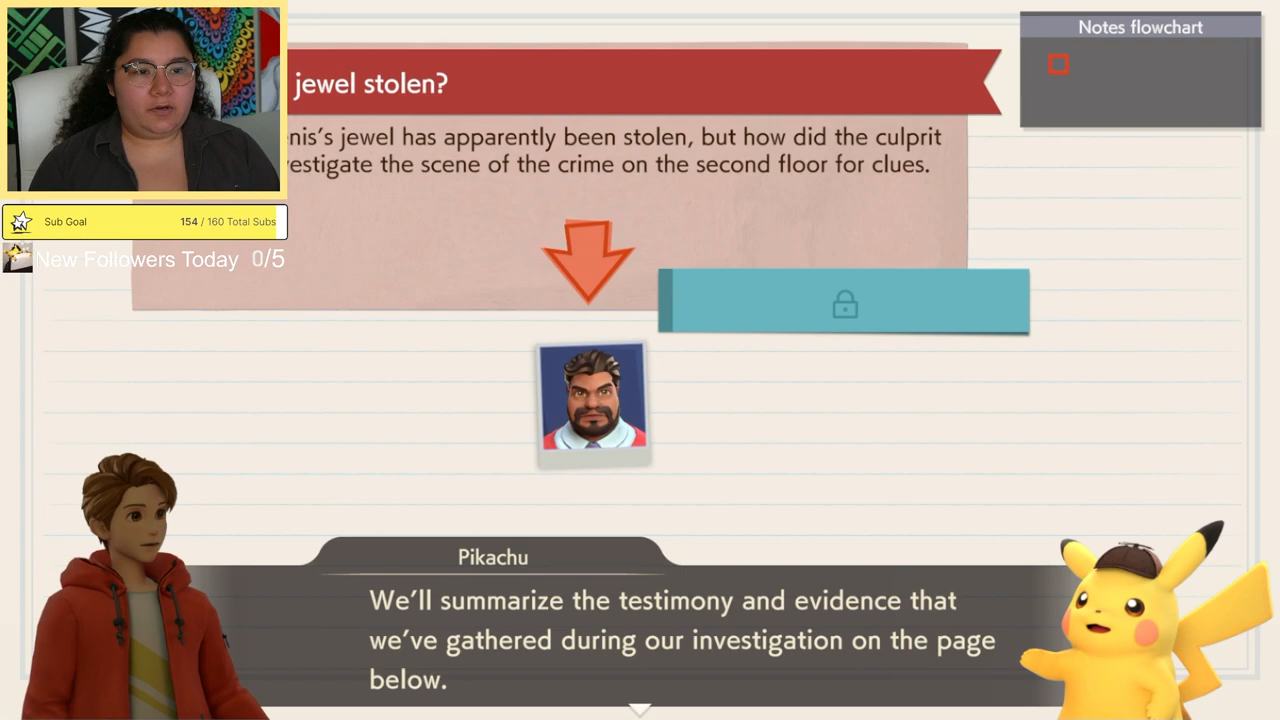 Notes flowchart
jewel stolen?
nis's jewel has apparently been stolen, but how did the culprit
vestigate the scene of the crime on the second floor for clues.
Sub Goal 154 / 160 Total Subs
New Followers Today 0/5
Pikachu
We'll summarize the testimony and evidence that
we've gathered during our investigation on the page
below.